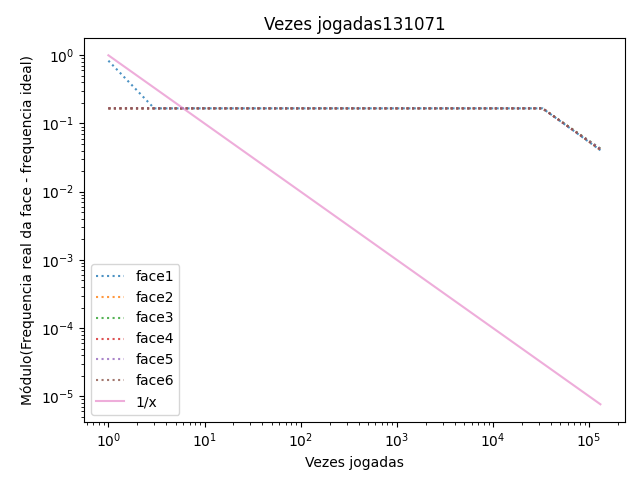 Vezes jogadas131071
Módulo(Frequencia real da face - frequencia ideal)
10⁰
10⁻¹
10⁻²
10⁻³
10⁻⁴
10⁻⁵
face1
face2
face3
face4
face5
face6
1/x
10⁰ 10¹ 10² 10³ 10⁴ 10⁵
Vezes jogadas